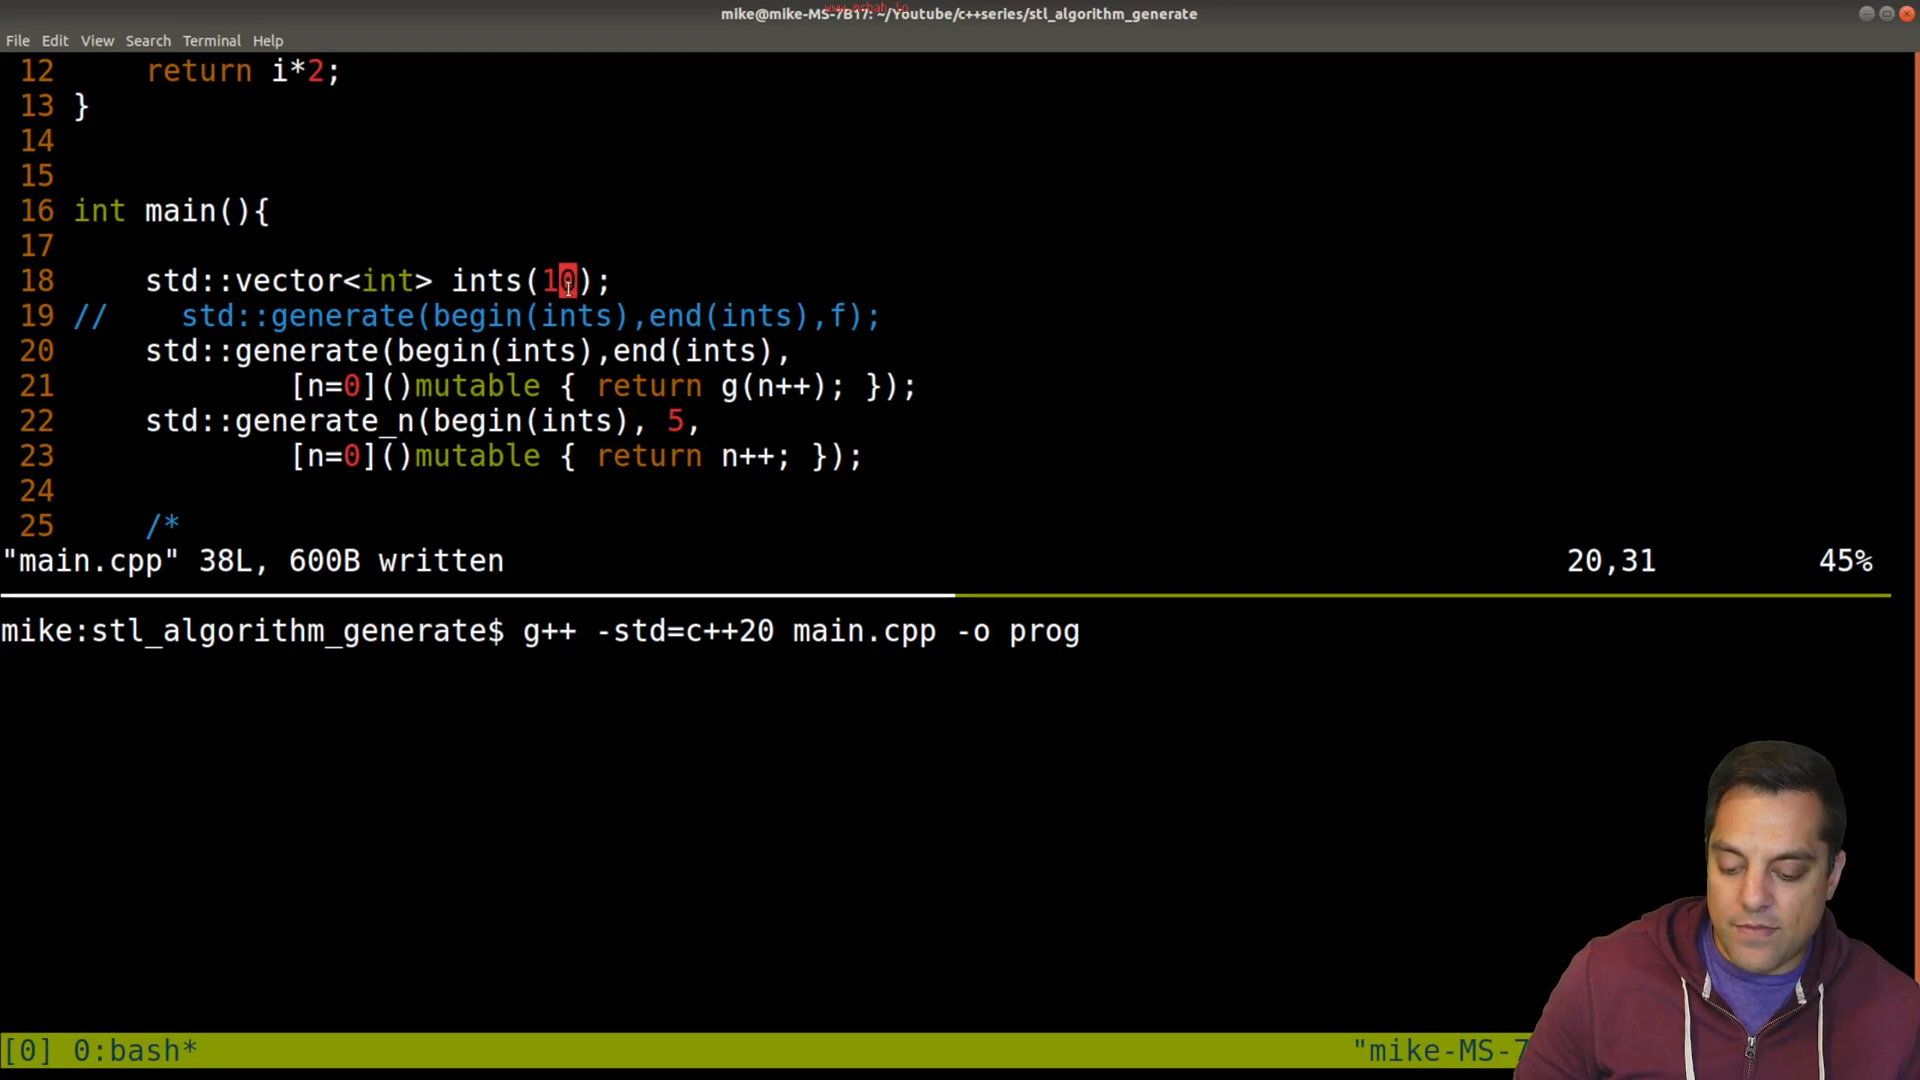 www.mshah.io
mike@mike-MS-7B17: ~/Youtube/c++series/stl_algorithm_generate
File Edit View Search Terminal Help
12     return i*2;
13 }
14
15
16 int main(){
17
18     std::vector<int> ints(10);
19 //    std::generate(begin(ints),end(ints),f);
20     std::generate(begin(ints),end(ints),
21             [n=0]()mutable { return g(n++); });
22     std::generate_n(begin(ints), 5,
23             [n=0]()mutable { return n++; });
24
25     /*
"main.cpp" 38L, 600B written 20,31 45%
mike:stl_algorithm_generate$ g++ -std=c++20 main.cpp -o prog
[0] 0:bash* "mike-MS-7